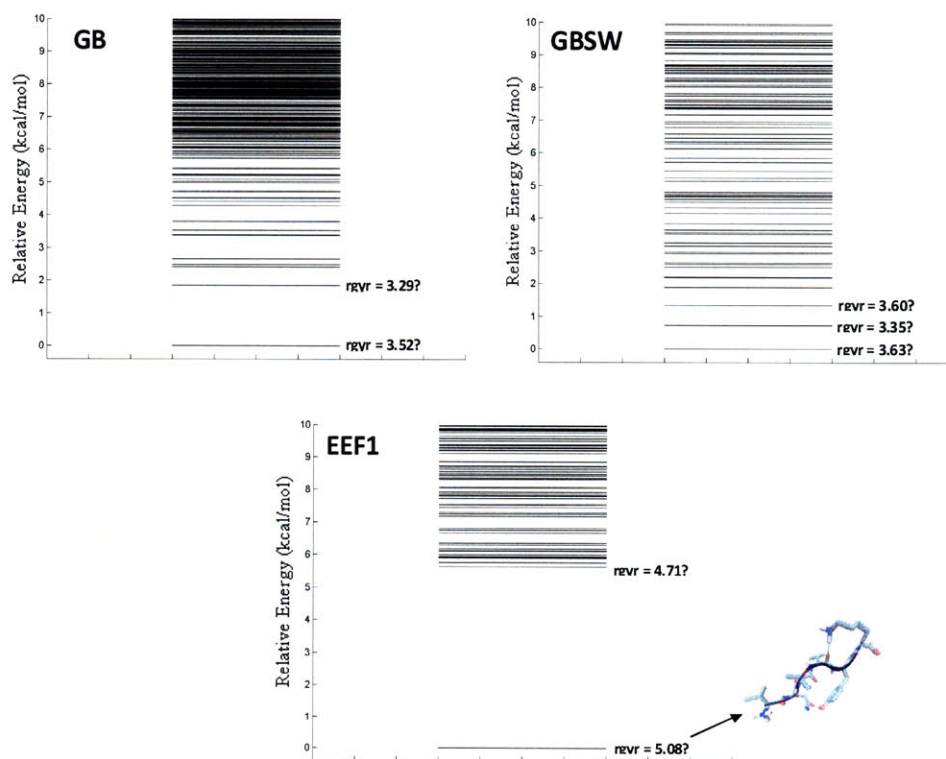 GB
Relative Energy (kcal/mol)
10
9
8
7
6
5
4
3
2
1
0
rgyr = 3.29?
rgyr = 3.52?
GBSW
Relative Energy (kcal/mol)
10
9
8
7
6
5
4
3
2
1
0
rgyr = 3.60?
rgyr = 3.35?
rgyr = 3.63?
EEF1
Relative Energy (kcal/mol)
10
9
8
7
6
5
4
3
2
1
0
rgyr = 4.71?
rgyr = 5.08?